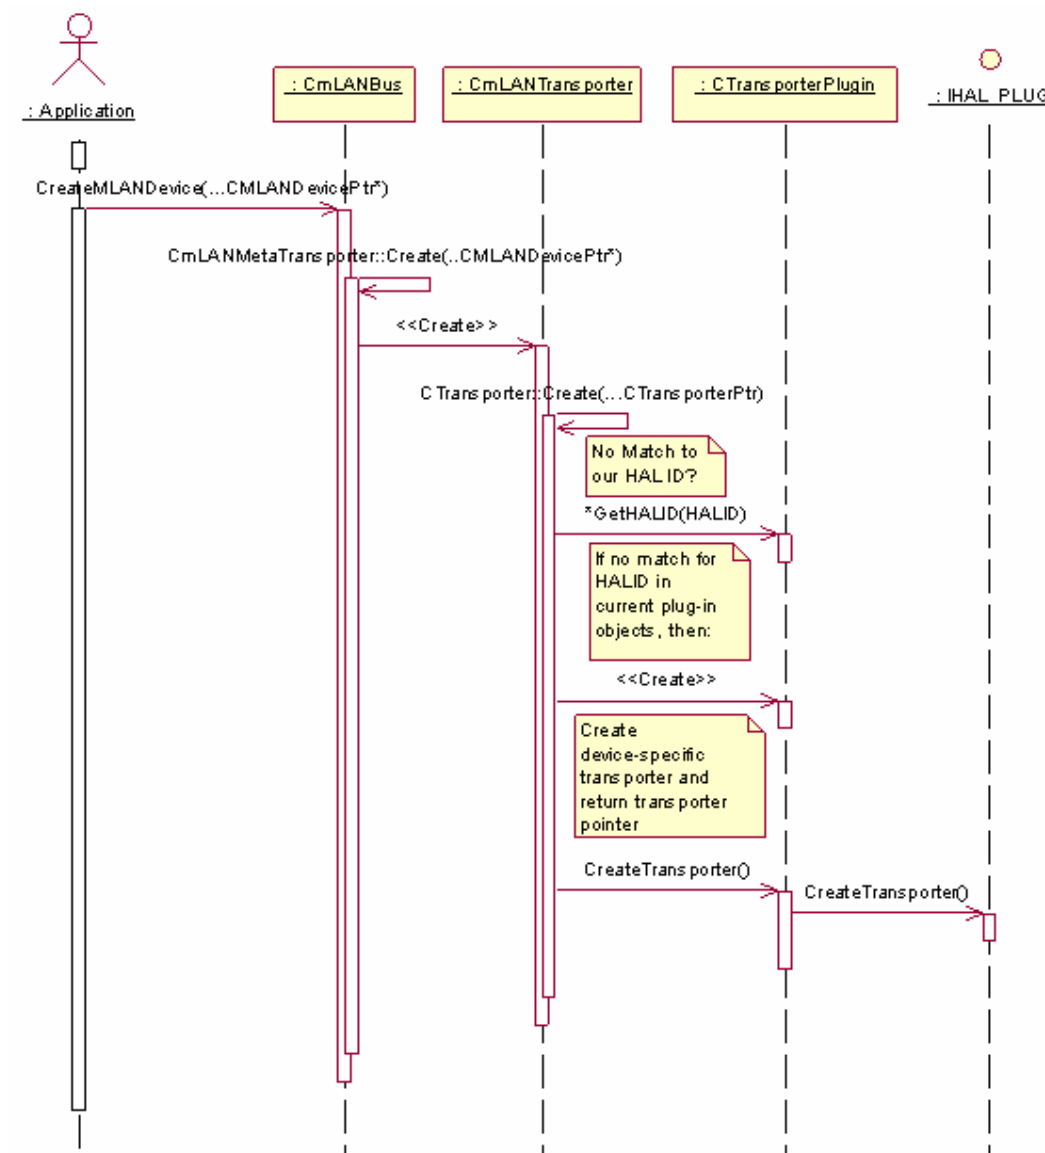 : Application
: CmLANBus
: CmLANTransporter
: CTransporterPlugin
: IHAL_PLUG
CreateMLANDevice(...CMLANDevicePtr*)
CmLANMetaTransporter::Create(..CMLANDevicePtr*)
<<Create>>
CTransporter::Create(...CTransporterPtr)
No Match to
our HALID?
*GetHALID(HALID)
If no match for
HALID in
current plug-in
objects, then:
<<Create>>
Create
device-specific
transporter and
return transporter
pointer
CreateTransporter()
CreateTransporter()